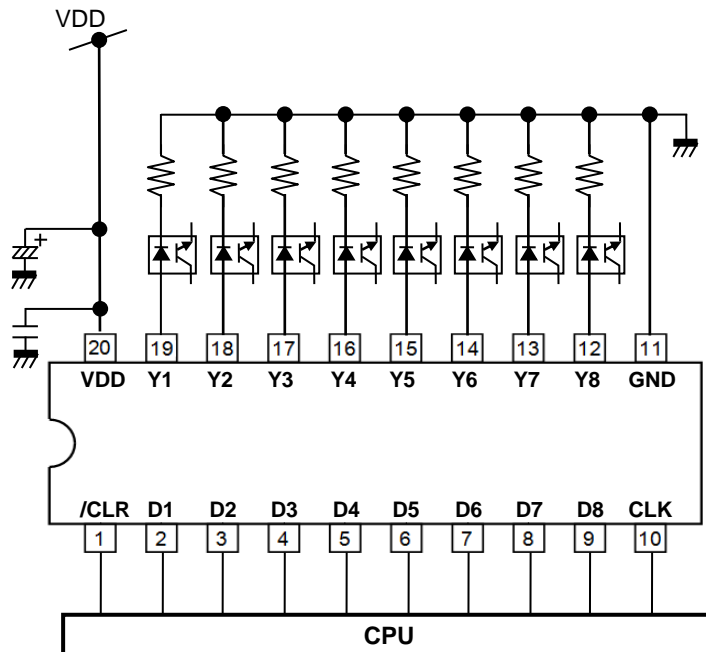 VDD
+
20 19 18 17 16 15 14 13 12 11
VDD Y1 Y2 Y3 Y4 Y5 Y6 Y7 Y8 GND
/CLR D1 D2 D3 D4 D5 D6 D7 D8 CLK
1 2 3 4 5 6 7 8 9 10
CPU